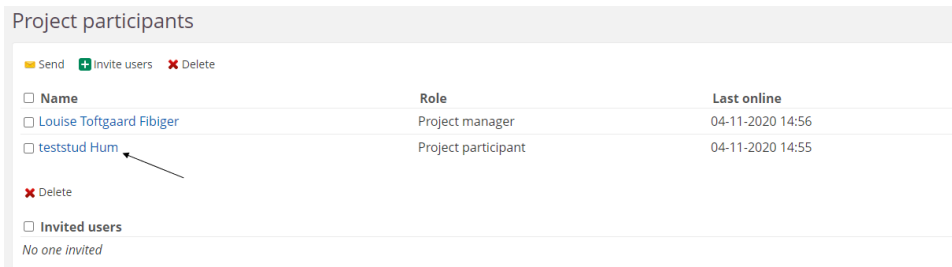 Project participants
Send Invite users Delete
Name Role Last online
Louise Toftgaard Fibiger Project manager 04-11-2020 14:56
teststud Hum Project participant 04-11-2020 14:55
Delete
Invited users
No one invited